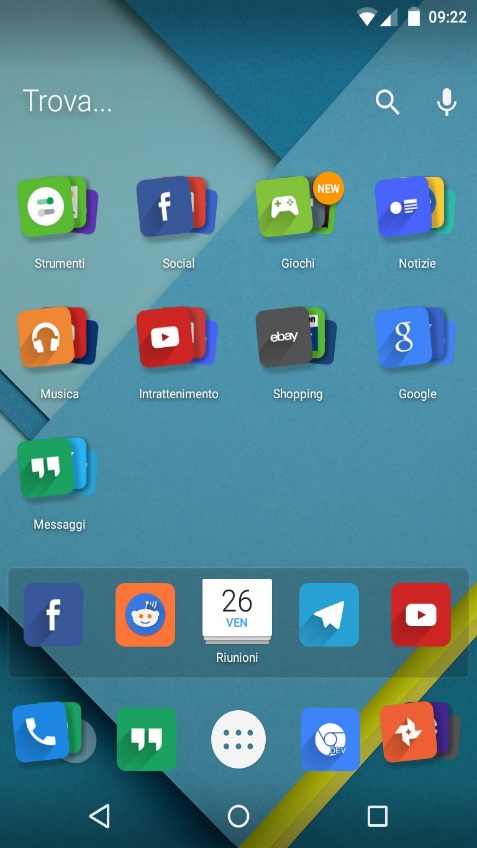 09:22
Trova...
NEW
Strumenti
Social
Giochi
Notizie
ebay
Musica
Intrattenimento
Shopping
Google
Messaggi
26
VEN
Riunioni
DEV